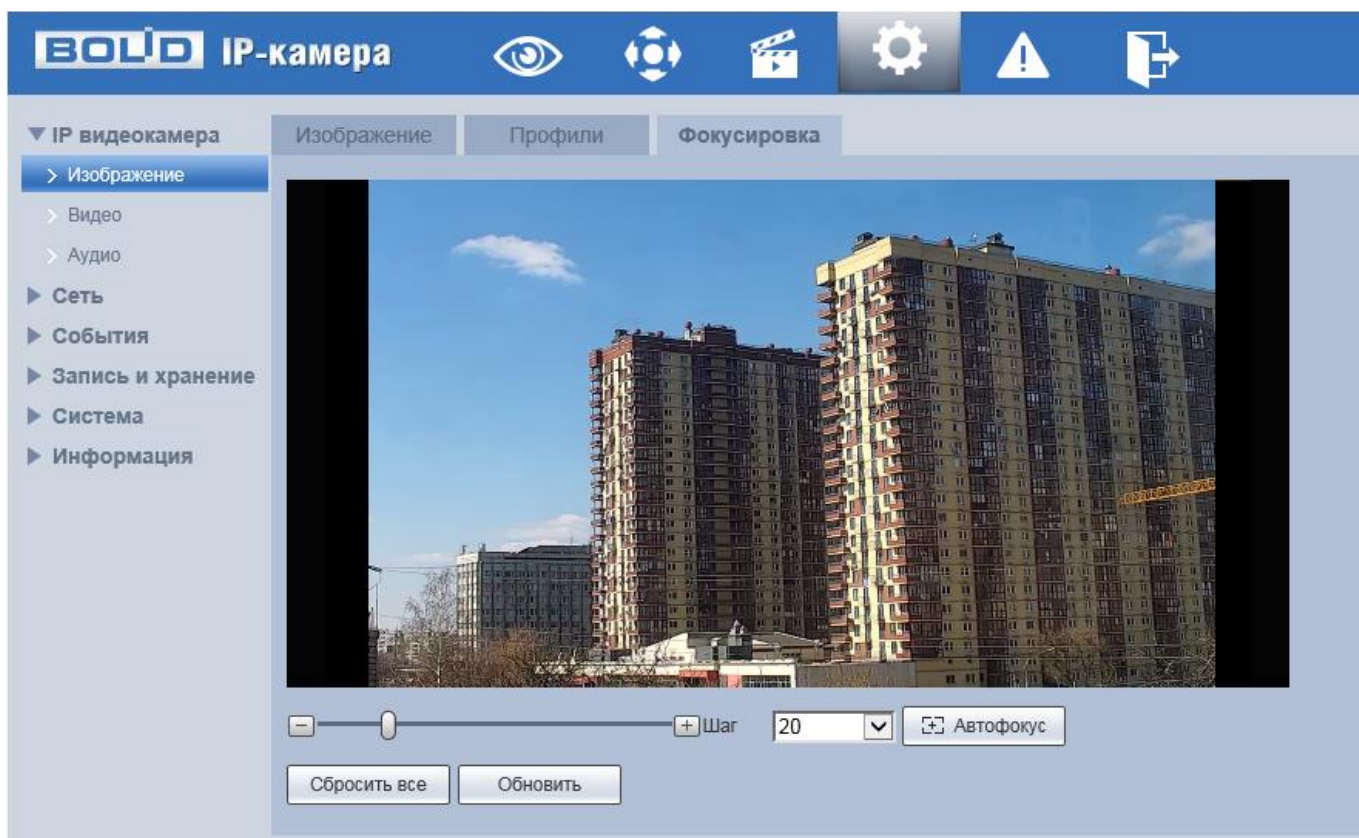 BOLID IP-камера
IP видеокамера
Изображение
Видео
Аудио
Сеть
События
Запись и хранение
Система
Информация
Изображение Профили Фокусировка
Шаг 20 Автофокус
Сбросить все Обновить